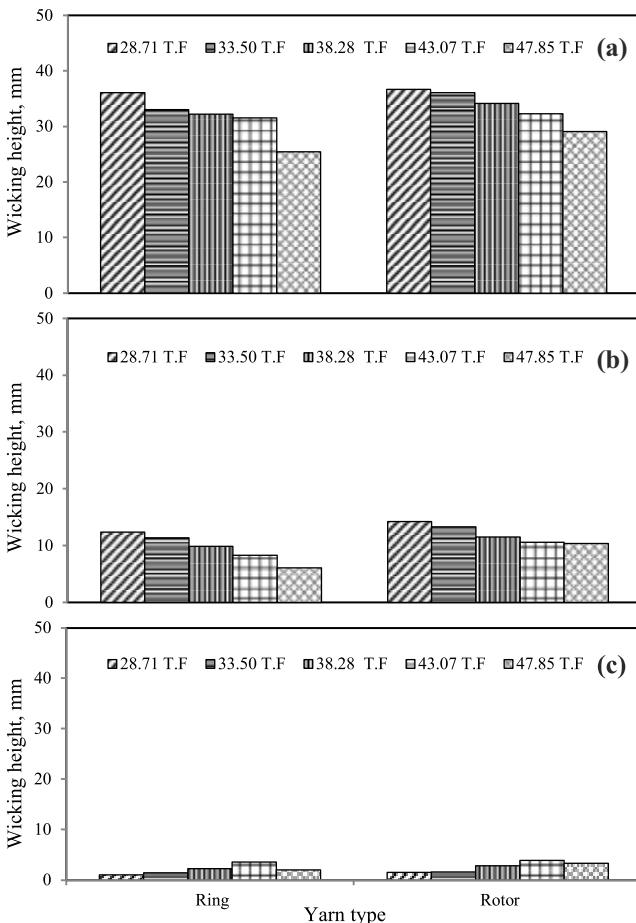 50
28.71 T.F 33.50 T.F 38.28 T.F 43.07 T.F 47.85 T.F (a)
40
30
20
10
0
Wicking height, mm
50
28.71 T.F 33.50 T.F 38.28 T.F 43.07 T.F 47.85 T.F (b)
40
30
20
10
0
Wicking height, mm
50
28.71 T.F 33.50 T.F 38.28 T.F 43.07 T.F 47.85 T.F (c)
40
30
20
10
0
Wicking height, mm
Ring Rotor
Yarn type